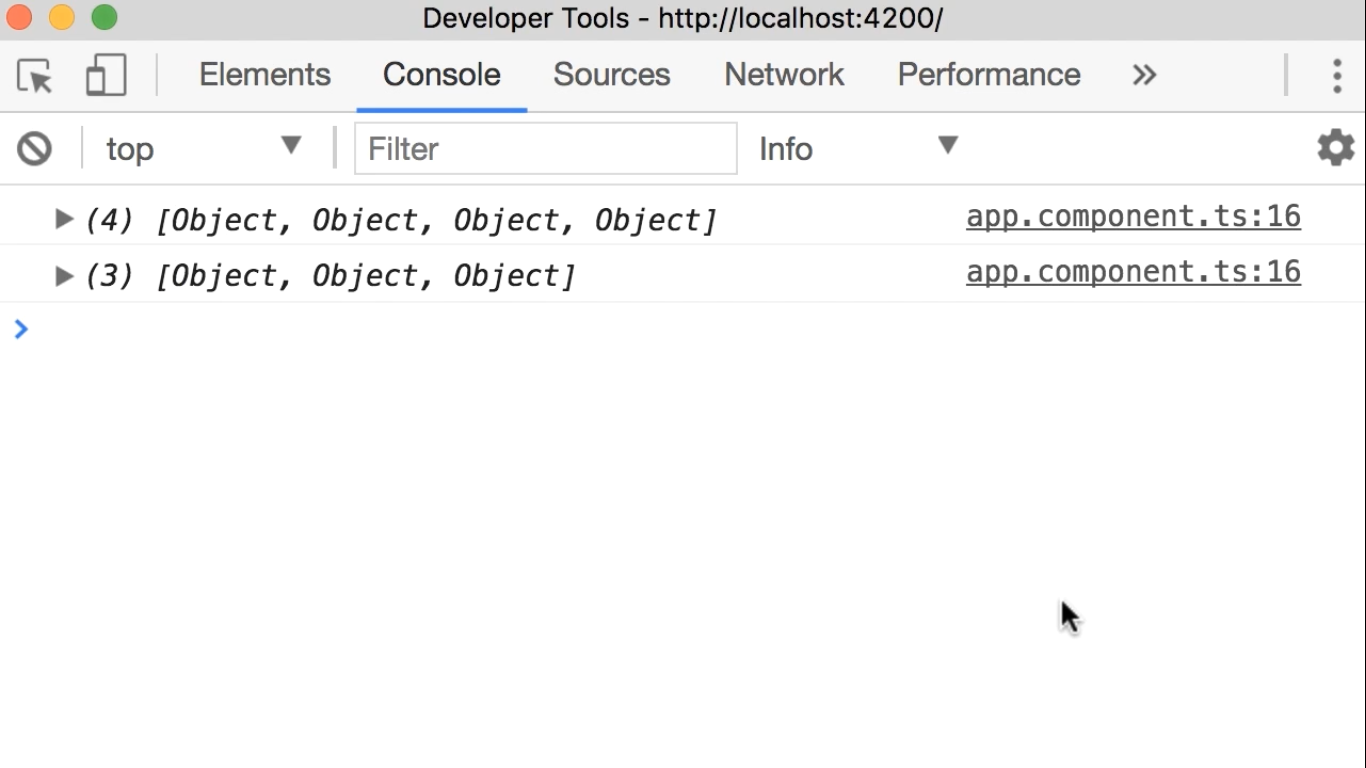 Developer Tools - http://localhost:4200/
Elements Console Sources Network Performance »
top Filter Info
(4) [Object, Object, Object, Object] app.component.ts:16
(3) [Object, Object, Object] app.component.ts:16